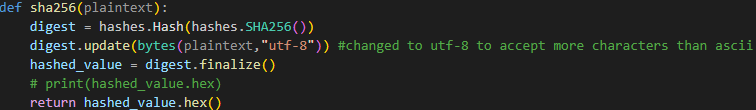 def sha256(plaintext):
    digest = hashes.Hash(hashes.SHA256())
    digest.update(bytes(plaintext,"utf-8")) #changed to utf-8 to accept more characters than ascii
    hashed_value = digest.finalize()
    # print(hashed_value.hex)
    return hashed_value.hex()